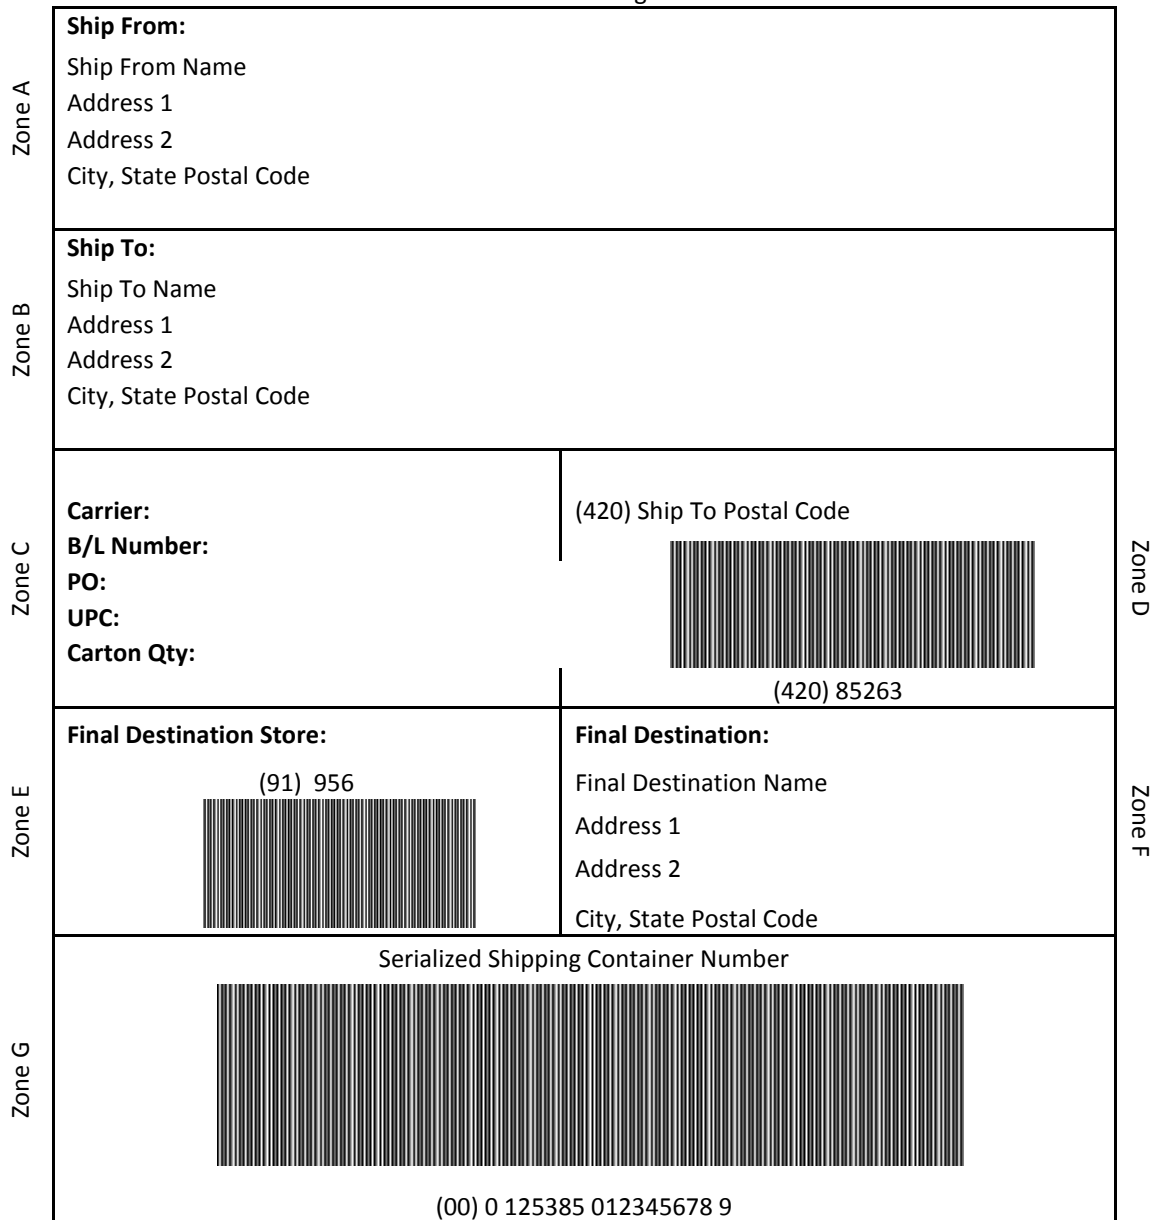 Zone A
Ship From:
Ship From Name
Address 1
Address 2
City, State Postal Code
Zone B
Ship To:
Ship To Name
Address 1
Address 2
City, State Postal Code
Zone C
Carrier:
B/L Number:
PO:
UPC:
Carton Qty:
(420) Ship To Postal Code
(420) 85263
Zone D
Zone E
Final Destination Store:
(91) 956
Final Destination:
Final Destination Name
Address 1
Address 2
City, State Postal Code
Zone F
Zone G
Serialized Shipping Container Number
(00) 0 125385 012345678 9